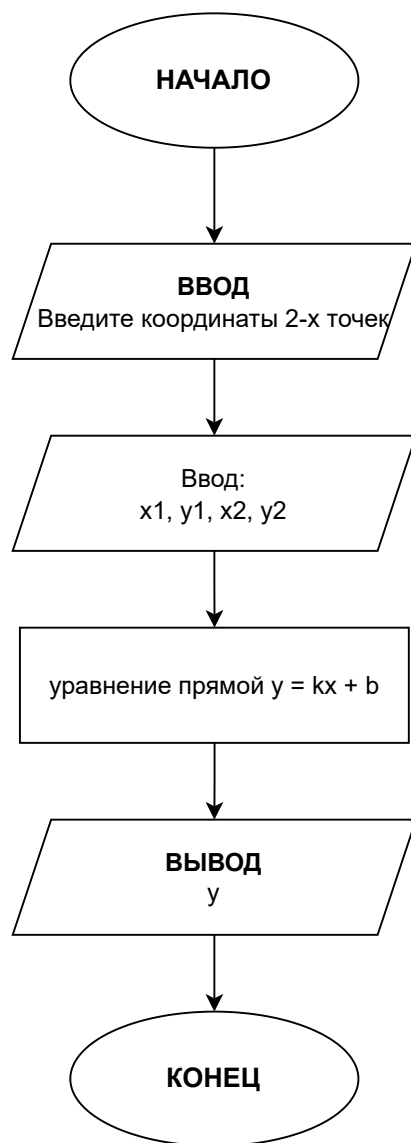 НАЧАЛО
ВВОД
Введите координаты 2-х точек
Ввод:
x1, y1, x2, y2
уравнение прямой y = kx + b
ВЫВОД
y
КОНЕЦ